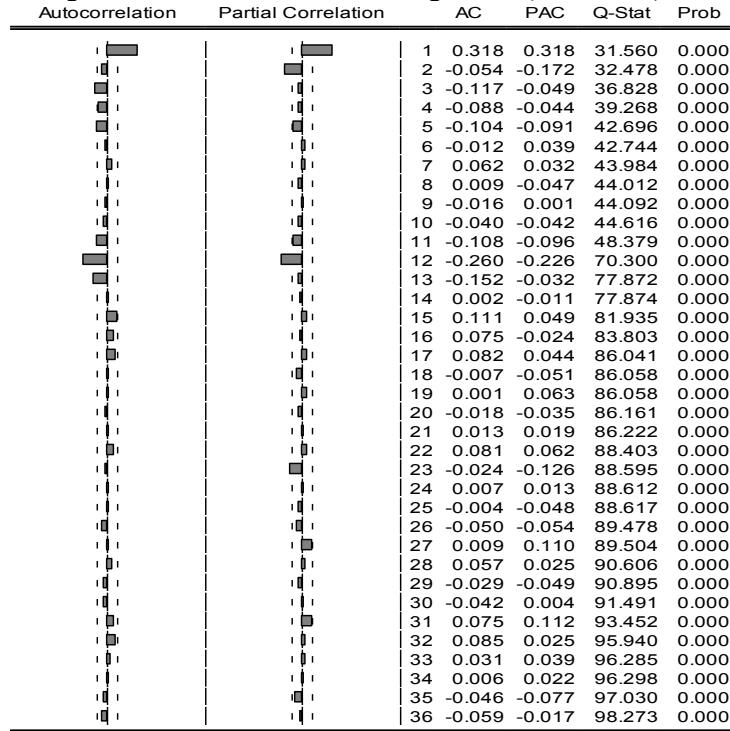 Autocorrelation Partial Correlation AC PAC Q-Stat Prob
1 0.318 0.318 31.560 0.000
2 -0.054 -0.172 32.478 0.000
3 -0.117 -0.049 36.828 0.000
4 -0.088 -0.044 39.268 0.000
5 -0.104 -0.091 42.696 0.000
6 -0.012 0.039 42.744 0.000
7 0.062 0.032 43.984 0.000
8 0.009 -0.047 44.012 0.000
9 -0.016 0.001 44.092 0.000
10 -0.040 -0.042 44.616 0.000
11 -0.108 -0.096 48.379 0.000
12 -0.260 -0.226 70.300 0.000
13 -0.152 -0.032 77.872 0.000
14 0.002 -0.011 77.874 0.000
15 0.111 0.049 81.935 0.000
16 0.075 -0.024 83.803 0.000
17 0.082 0.044 86.041 0.000
18 -0.007 -0.051 86.058 0.000
19 0.001 0.063 86.058 0.000
20 -0.018 -0.035 86.161 0.000
21 0.013 0.019 86.222 0.000
22 0.081 0.062 88.403 0.000
23 -0.024 -0.126 88.595 0.000
24 0.007 0.013 88.612 0.000
25 -0.004 -0.048 88.617 0.000
26 -0.050 -0.054 89.478 0.000
27 0.009 0.110 89.504 0.000
28 0.057 0.025 90.606 0.000
29 -0.029 -0.049 90.895 0.000
30 -0.042 0.004 91.491 0.000
31 0.075 0.112 93.452 0.000
32 0.085 0.025 95.940 0.000
33 0.031 0.039 96.285 0.000
34 0.006 0.022 96.298 0.000
35 -0.046 -0.077 97.030 0.000
36 -0.059 -0.017 98.273 0.000